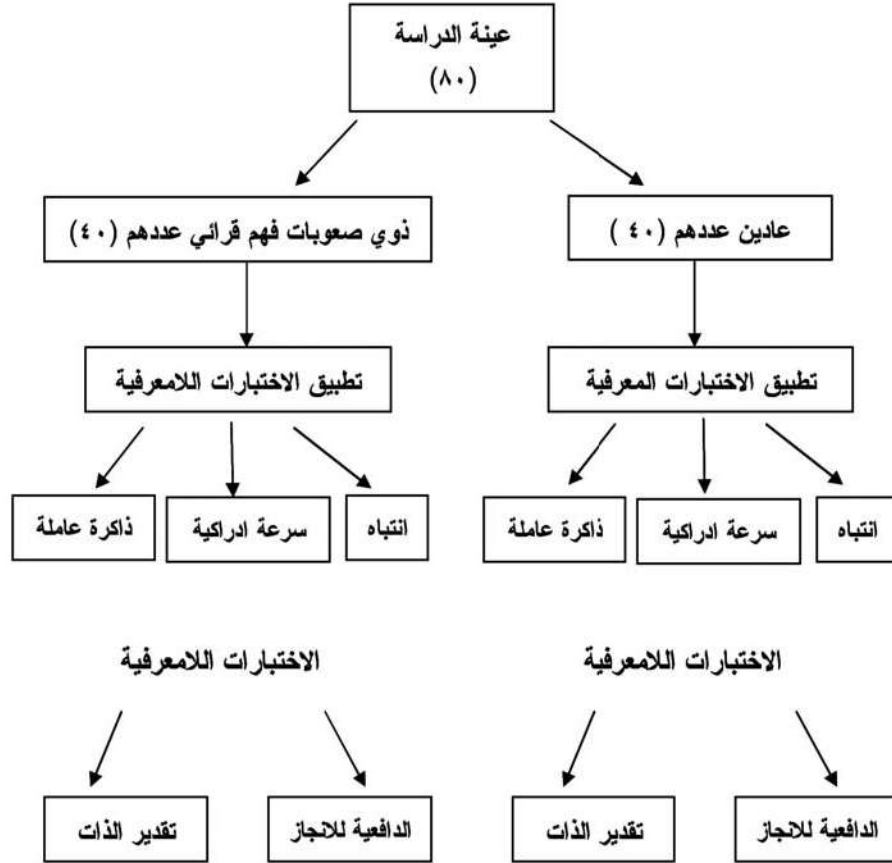 عينة الدراسة
(٨٠)
عادين عددهم (٤٠ )
ذوي صعوبات فهم قرائي عددهم (٤٠)
تطبيق الاختبارات المعرفية
تطبيق الاختبارات اللامعرفية
انتباه
سرعة ادراكية
ذاكرة عاملة
انتباه
سرعة ادراكية
ذاكرة عاملة
الاختبارات اللامعرفية
الاختبارات اللامعرفية
الدافعية للانجاز
تقدير الذات
الدافعية للانجاز
تقدير الذات